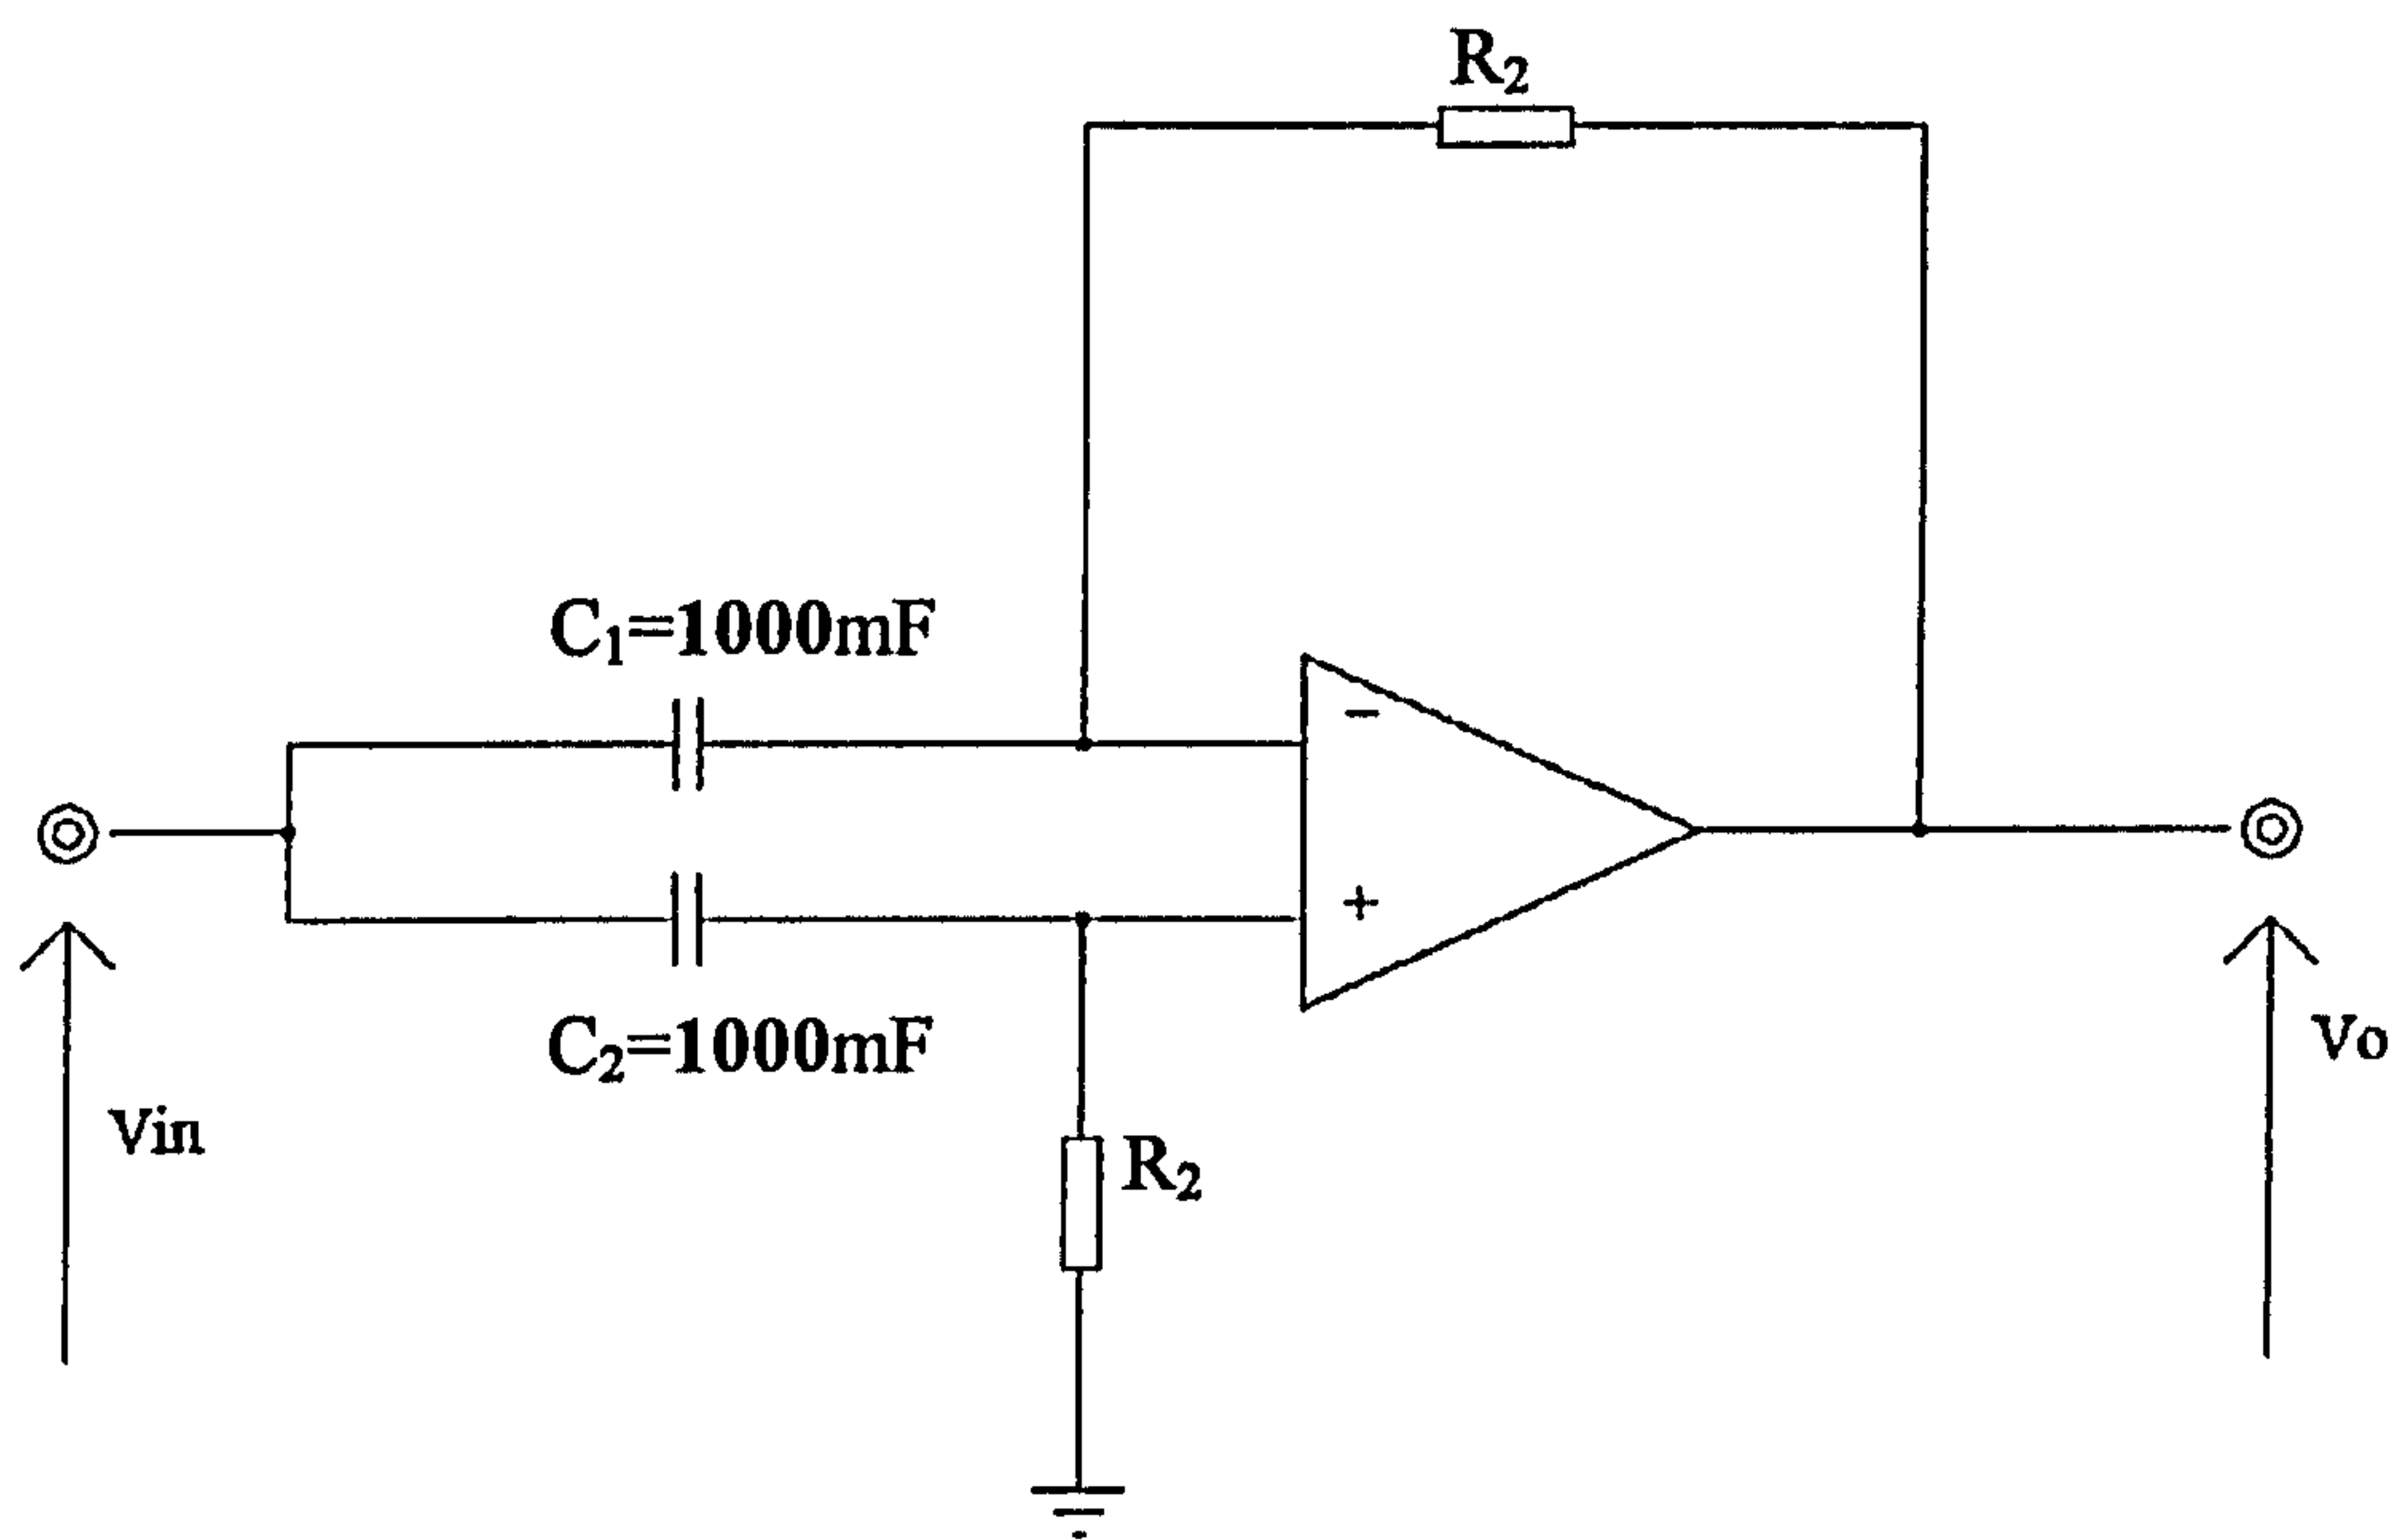 R₂
C₁=1000mF
-
+
C₂=1000mF
vo
vin
R₂